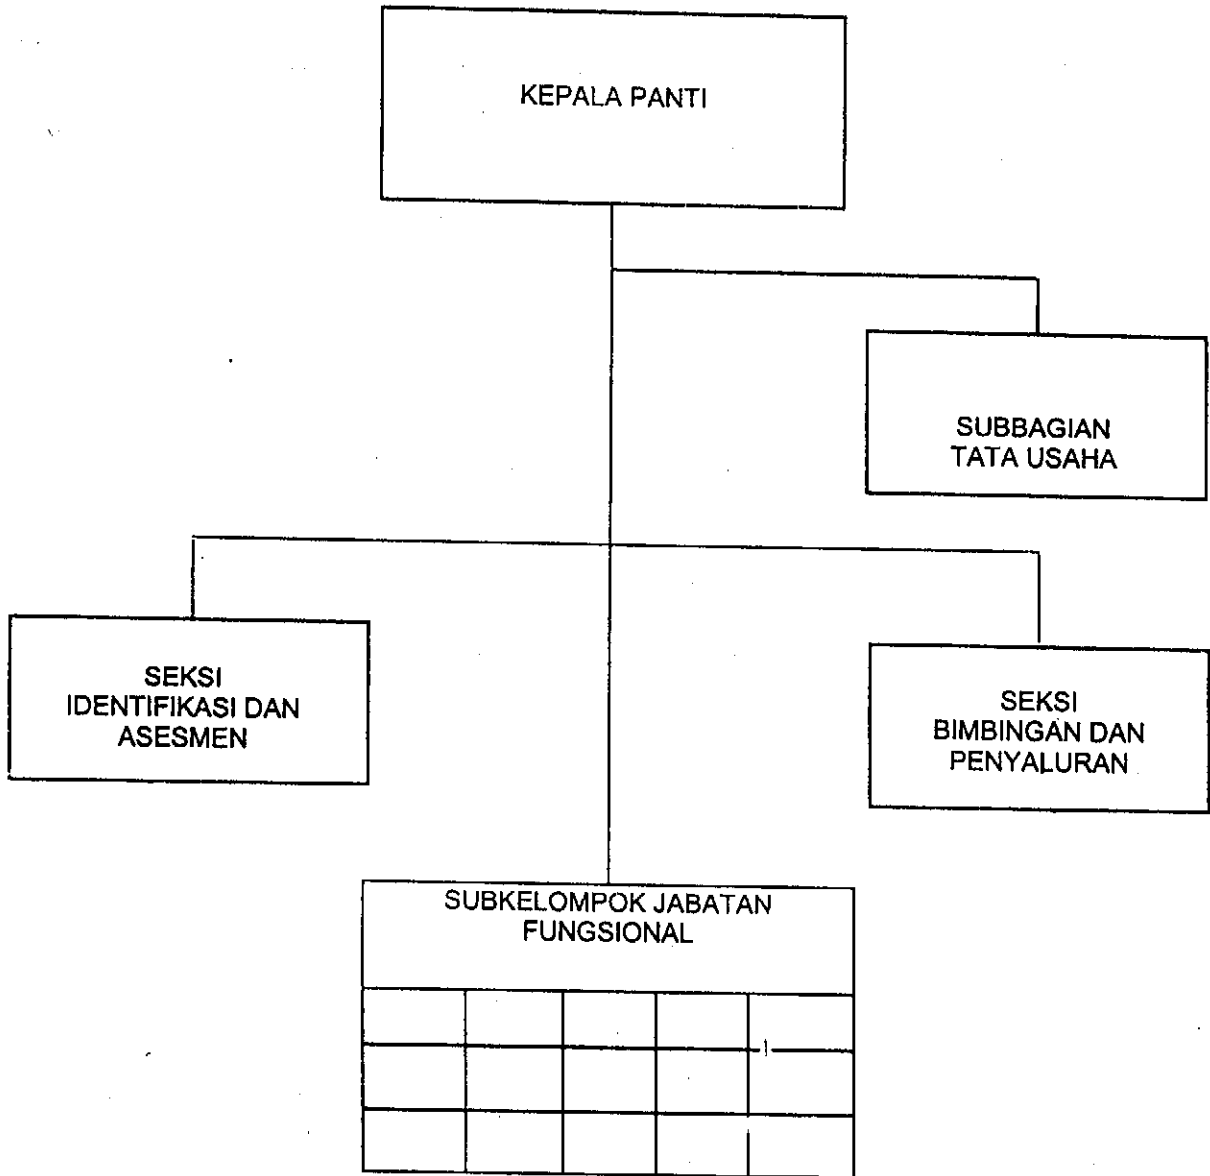 KEPALA PANTI
SUBBAGIAN
TATA USAHA
SEKSI
IDENTIFIKASI DAN
ASESMEN
SEKSI
BIMBINGAN DAN
PENYALURAN
SUBKELOMPOK JABATAN
FUNGSIONAL